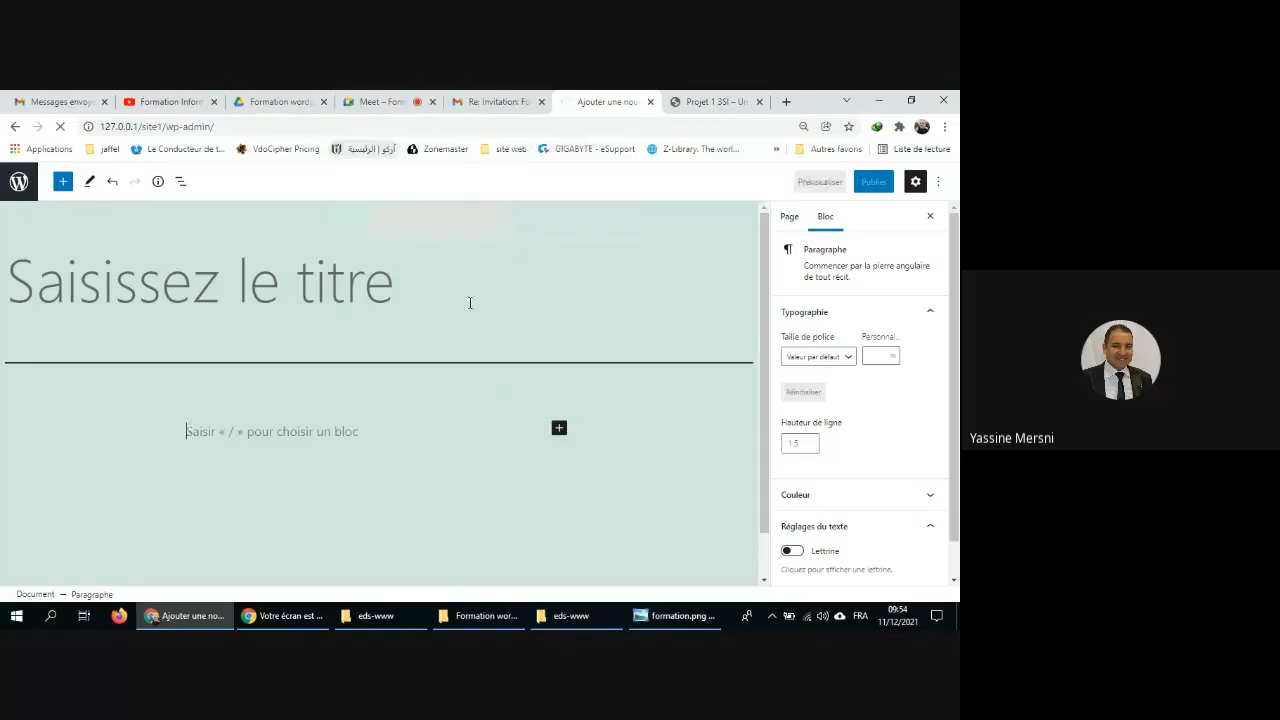 Messages envoy
Formation Inforn
Formation wordp
Meet – Form
Re: Invitation: Fo
Ajouter une nou
Projet 1 3SI – Un
127.0.0.1/site1/wp-admin/
Applications
jaffel
Le Conducteur de t...
VdoCipher Pricing
أركو | الرئيسية
Zonemaster
site web
GIGABYTE - eSupport
Z-Library. The worl...
»
Autres favoris
Liste de lecture
Prévisualiser
Publier
Page
Bloc
Paragraphe
Commencer par la pierre angulaire
de tout récit.
Saisissez le titre
Typographie
Taille de police
Personnal...
Valeur par défaut
Réinitialiser
Hauteur de ligne
1.5
Saisir « / » pour choisir un bloc
Couleur
Réglages du texte
Lettrine
Cliquez pour afficher une lettrine.
Document → Paragraphe
Ajouter une no...
Votre écran est ...
eds-www
Formation wor...
eds-www
formation.png ...
FRA
09:54
11/12/2021
Yassine Mersni